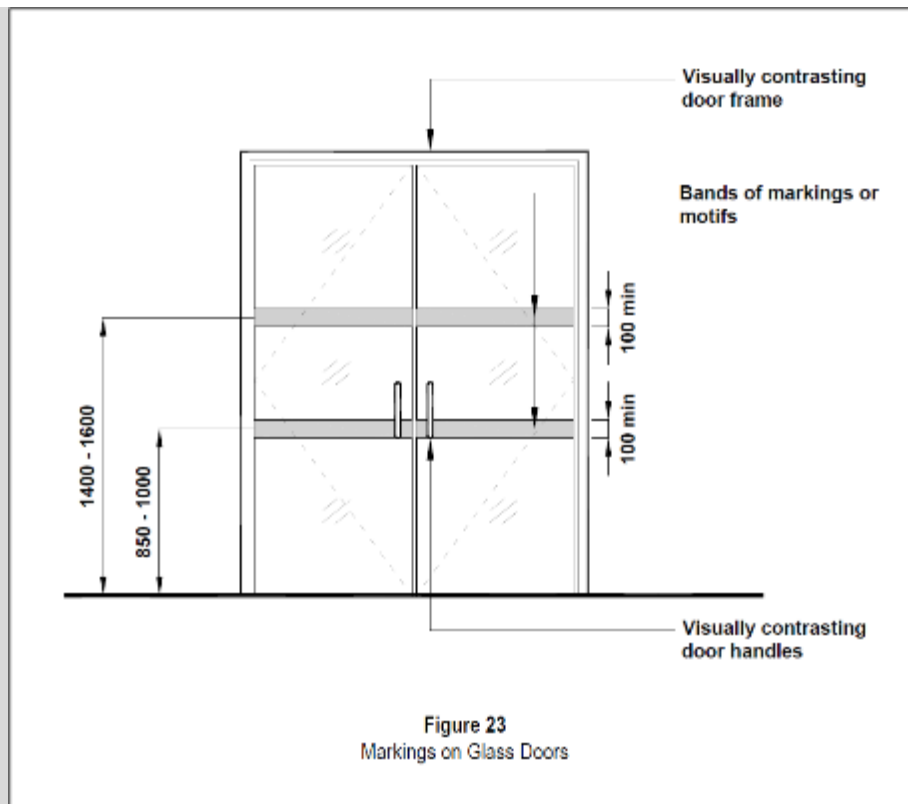 Visually contrasting
door frame
Bands of markings or
motifs
100 min
1400 - 1600
100 min
850 - 1000
Visually contrasting
door handles
Figure 23
Markings on Glass Doors